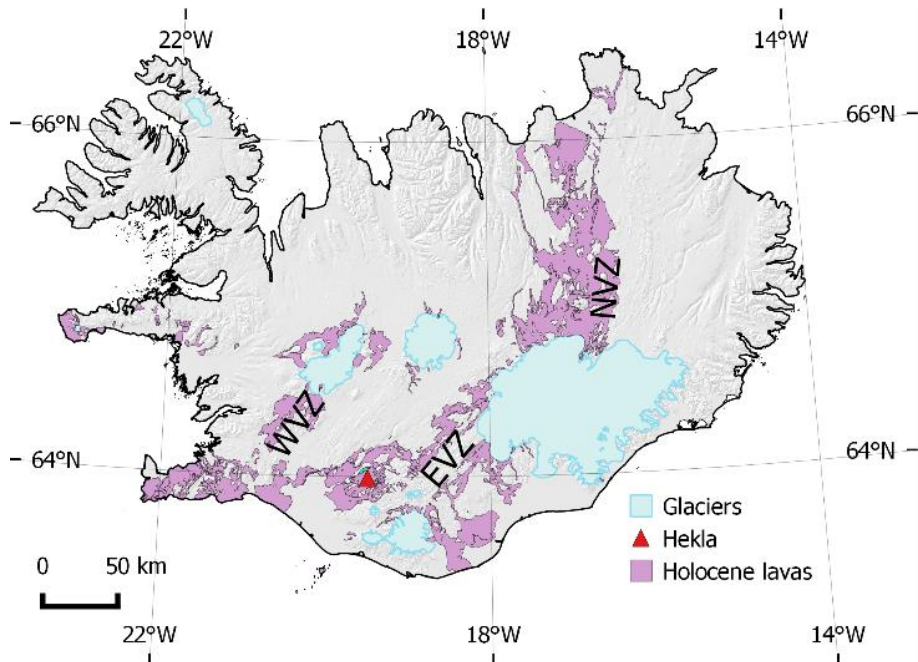 22°W 18°W 14°W
66°N 66°N
NVZ
WVZ
EVZ
64°N 64°N
Glaciers
Hekla
0 50 km Holocene lavas
22°W 18°W 14°W